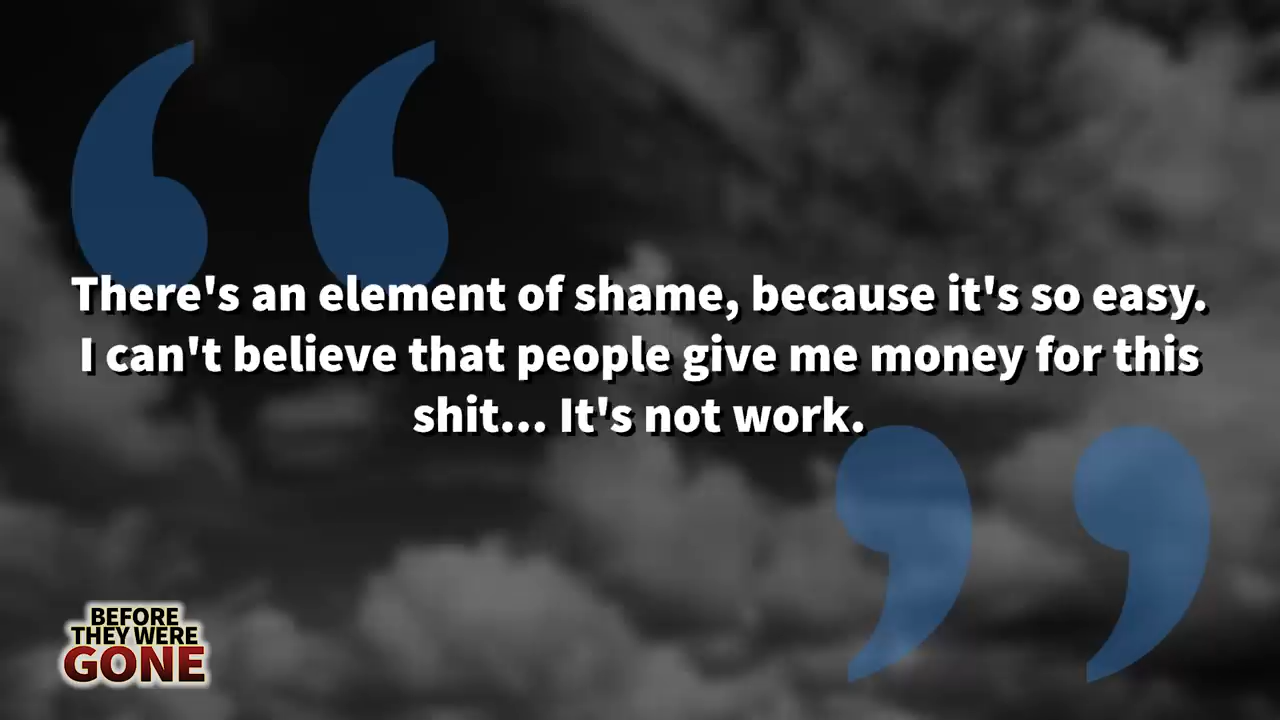 There's an element of shame, because it's so easy.
I can't believe that people give me money for this
shit... It's not work.
BEFORE
THEY WERE
GONE